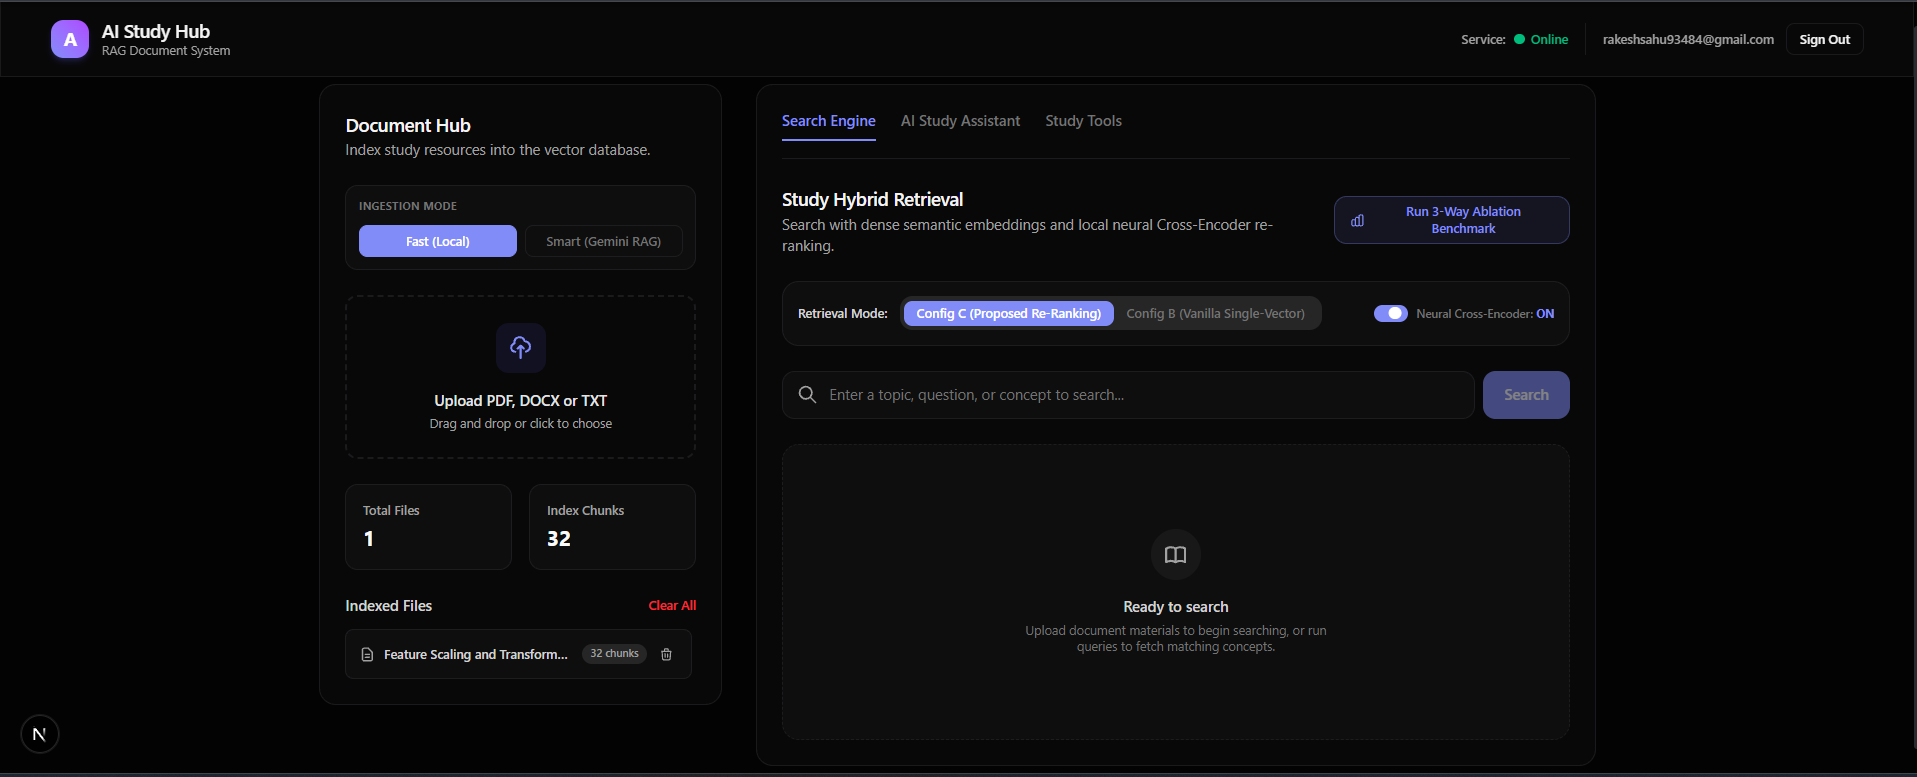 A
AI Study Hub
RAG Document System
Service: Online
rakeshsahu93484@gmail.com
Sign Out
Document Hub
Index study resources into the vector database.
INGESTION MODE
Fast (Local)
Smart (Gemini RAG)
Upload PDF, DOCX or TXT
Drag and drop or click to choose
Total Files
1
Index Chunks
32
Indexed Files
Clear All
Feature Scaling and Transform...
32 chunks
Search Engine
AI Study Assistant
Study Tools
Study Hybrid Retrieval
Search with dense semantic embeddings and local neural Cross-Encoder re-
ranking.
Run 3-Way Ablation
Benchmark
Retrieval Mode:
Config C (Proposed Re-Ranking)
Config B (Vanilla Single-Vector)
Neural Cross-Encoder: ON
Enter a topic, question, or concept to search...
Search
Ready to search
Upload document materials to begin searching, or run
queries to fetch matching concepts.
N